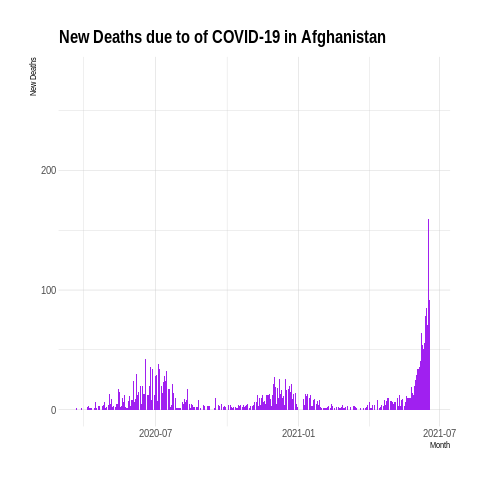 New Deaths due to of COVID-19 in Afghanistan
New Deaths
200
100
0
2020-07
2021-01
2021-07
Month